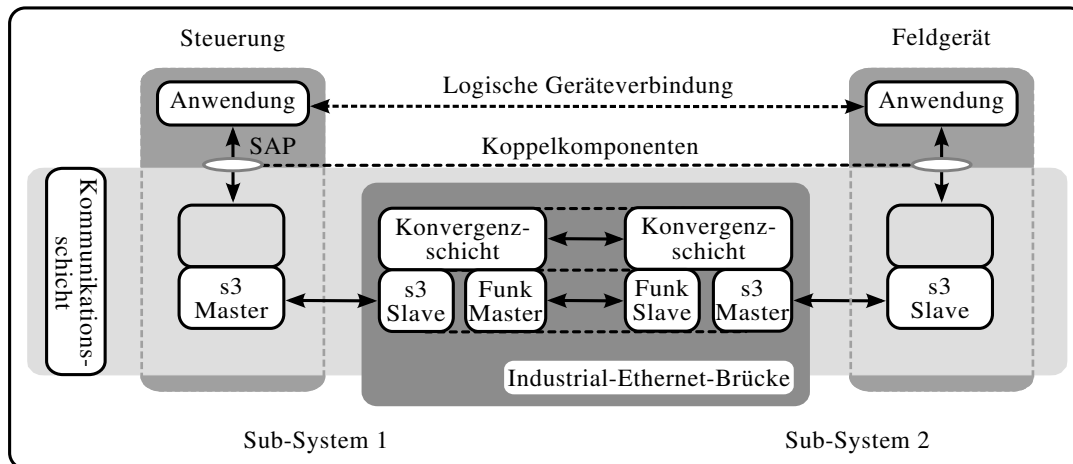 Steuerung
Feldgerät
Anwendung
Logische Geräteverbindung
Anwendung
SAP
Koppelkomponenten
Kommunikations-
schicht
Konvergenz-
schicht
Konvergenz-
schicht
s3
Master
s3
Slave
Funk
Master
Funk
Slave
s3
Master
s3
Slave
Industrial-Ethernet-Brücke
Sub-System 1
Sub-System 2